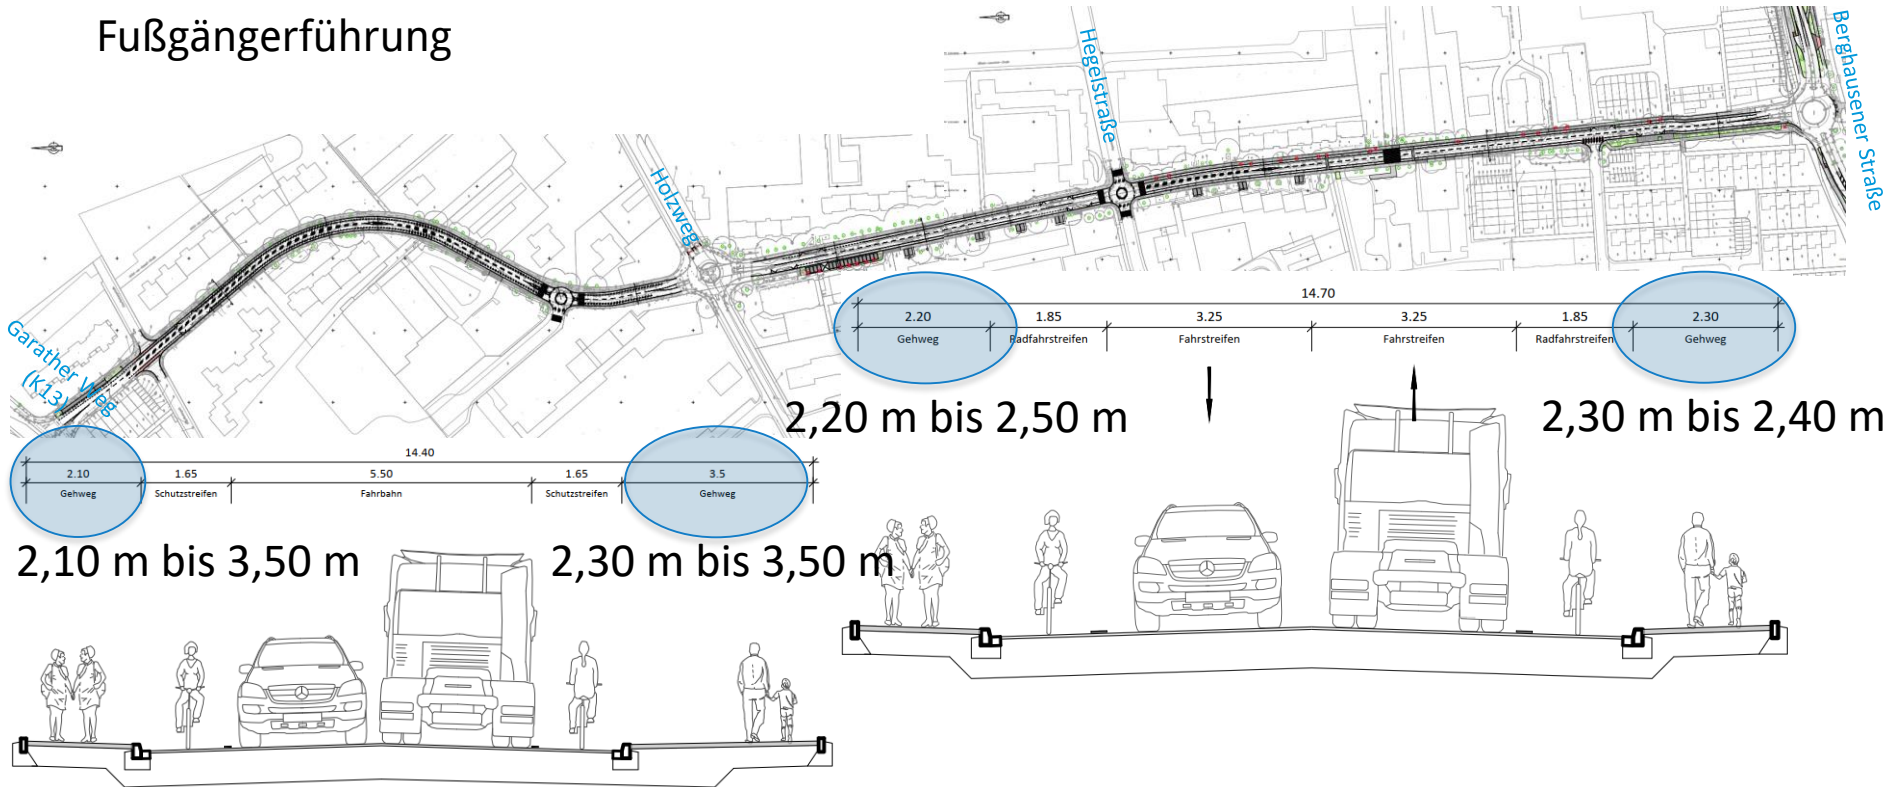 Fußgängerführung
Hegelstraße
Berghausener Straße
Holzweg
Garather Weg
(K13)
14.70
2.20
1.85
3.25
3.25
1.85
2.30
Gehweg
Radfahrstreifen
Fahrstreifen
Fahrstreifen
Radfahrstreifen
Gehweg
2,20 m bis 2,50 m
2,30 m bis 2,40 m
14.40
2.10
1.65
5.50
1.65
3.5
Gehweg
Schutzstreifen
Fahrbahn
Schutzstreifen
Gehweg
2,10 m bis 3,50 m
2,30 m bis 3,50 m